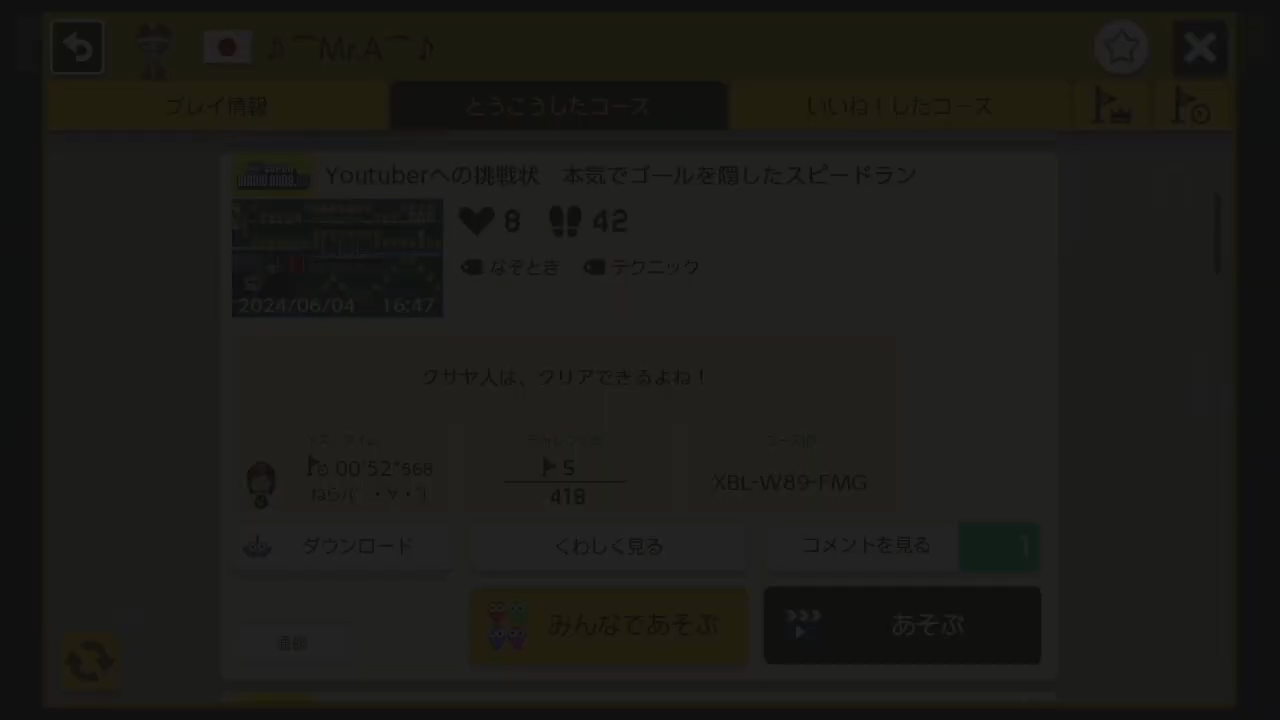 ♪⌒Mr.A⌒♪
プレイ情報
とうこうしたコース
いいね!したコース
Youtuberへの挑戦状 本気でゴールを隠したスピードラン
8 42
なぞとき テクニック
2024/06/04 16:47
クサヤ人は、クリアできるよね!
コースID
00'52"568
5
418
XBL-W89-FMG
ダウンロード
くわしく見る
コメントを見る 1
みんなであそぶ
あそぶ